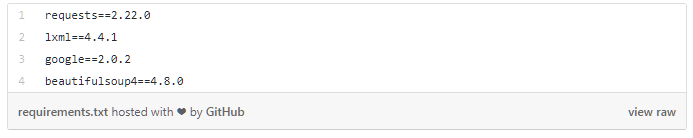 1 requests==2.22.0
2 lxml==4.4.1
3 google==2.0.2
4 beautifulsoup4==4.8.0
requirements.txt hosted with ❤ by GitHub view raw